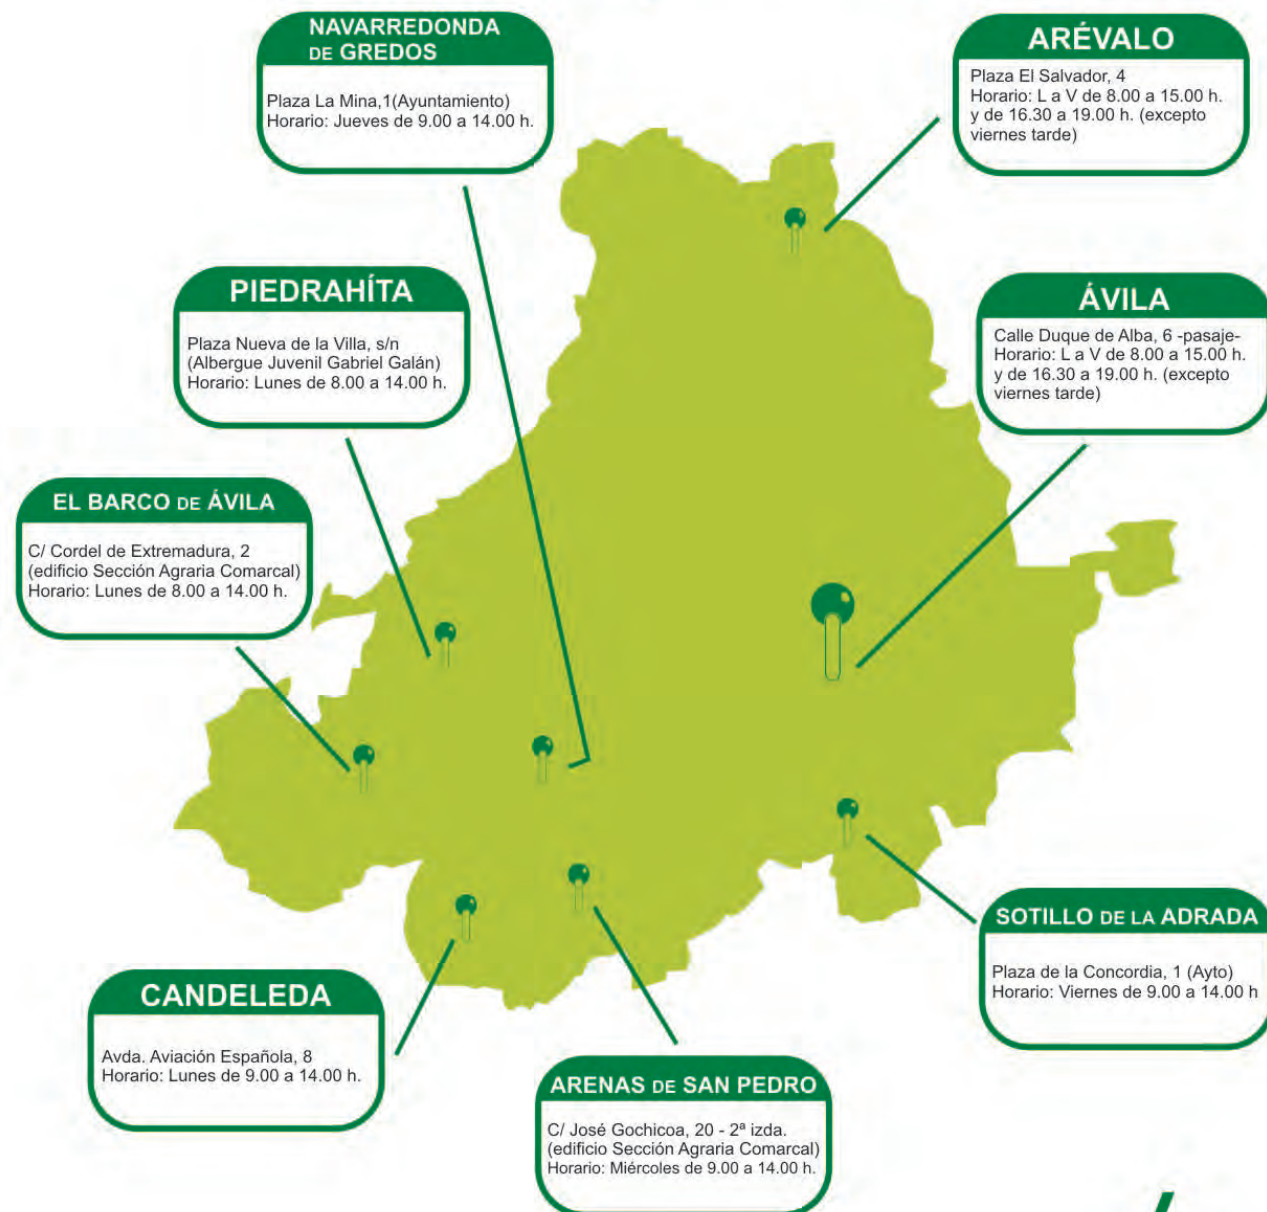 NAVARREDONDA
DE GREDOS
Plaza La Mina,1(Ayuntamiento)
Horario: Jueves de 9.00 a 14.00 h.
ARÉVALO
Plaza El Salvador, 4
Horario: L a V de 8.00 a 15.00 h.
y de 16.30 a 19.00 h. (excepto
viernes tarde)
PIEDRAHÍTA
Plaza Nueva de la Villa, s/n
(Albergue Juvenil Gabriel Galán)
Horario: Lunes de 8.00 a 14.00 h.
ÁVILA
Calle Duque de Alba, 6 -pasaje-
Horario: L a V de 8.00 a 15.00 h.
y de 16.30 a 19.00 h. (excepto
viernes tarde)
EL BARCO DE ÁVILA
C/ Cordel de Extremadura, 2
(edificio Sección Agraria Comarcal)
Horario: Lunes de 8.00 a 14.00 h.
SOTILLO DE LA ADRADA
Plaza de la Concordia, 1 (Ayto)
Horario: Viernes de 9.00 a 14.00 h
CANDELEDA
Avda. Aviación Española, 8
Horario: Lunes de 9.00 a 14.00 h.
ARENAS DE SAN PEDRO
C/ José Gochicoa, 20 - 2ª izda.
(edificio Sección Agraria Comarcal)
Horario: Miércoles de 9.00 a 14.00 h.